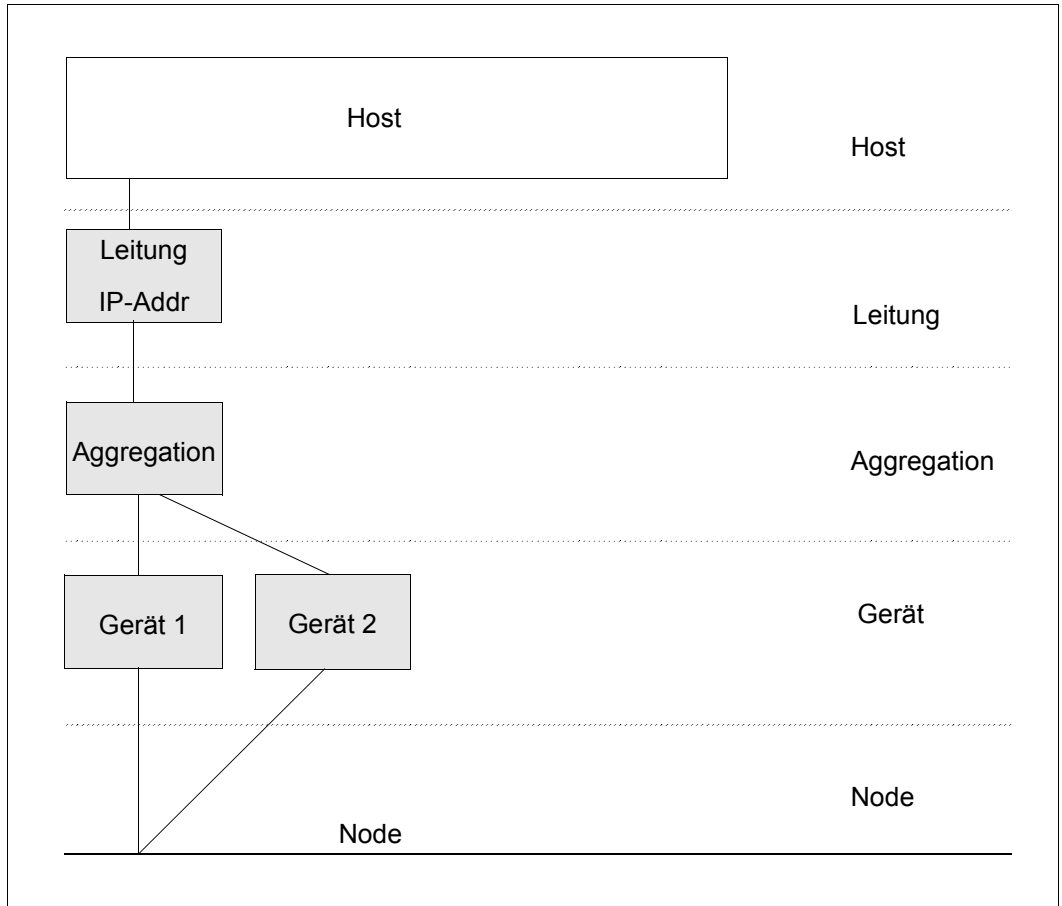 Host
Host
Leitung
IP-Addr
Leitung
Aggregation
Aggregation
Gerät 1
Gerät 2
Gerät
Node
Node